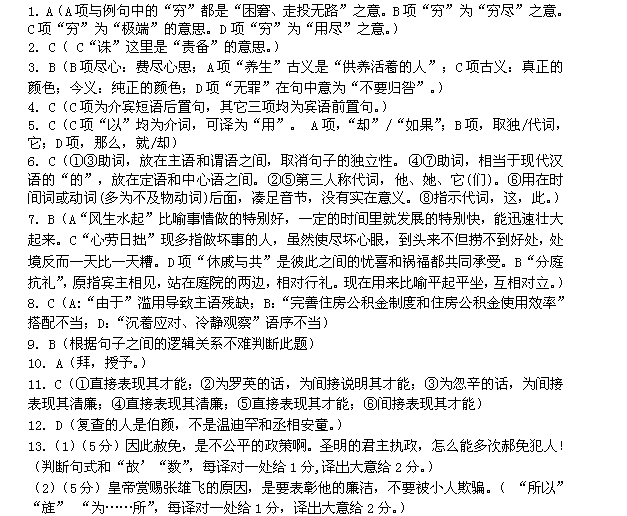 1. A(A项与例句中的“穷”都是“困窘、走投无路”之意。B项“穷”为“穷尽”之意。
C项“穷”为“极端”的意思。D项“穷”为“用尽”之意。)
2. C( C“诛”这里是“责备”的意思。)
3. B(B项尽心：费尽心思；A项“养生”古义是“供养活着的人”；C项古义：真正的
颜色；今义：纯正的颜色；D项“无罪”在句中意为“不要归咎”。)
4. C(C项为介宾短语后置句，其它三项均为宾语前置句。)
5. C(C项“以”均为介词，可译为“用”。 A项，“却”/“如果”；B项，取独/代词，
它；D项，那么，就/却)
6. C(①③助词，放在主语和谓语之间，取消句子的独立性。④⑦助词，相当于现代汉
语的“的”，放在定语和中心语之间。②⑤第三人称代词，他、她、它(们)。⑥用在时
间词或动词(多为不及物动词)后面，凑足音节，没有实在意义。⑧指示代词，这，此。)
7. B(A“风生水起”比喻事情做的特别好，一定的时间里就发展的特别快，能迅速壮大
起来。C“心劳日拙”现多指做坏事的人，虽然使尽坏心眼，到头来不但捞不到好处，处
境反而一天比一天糟。D项“休戚与共”是彼此之间的忧喜和祸福都共同承受。B“分庭
抗礼”，原指宾主相见，站在庭院的两边，相对行礼。现在用来比喻平起平坐，互相对立。)
8. C(A:“由于”滥用导致主语残缺；B：“完善住房公积金制度和住房公积金使用效率”
搭配不当；D：“沉着应对、冷静观察”语序不当)
9. B(根据句子之间的逻辑关系不难判断此题)
10. A(拜，授予。)
11. C(①直接表现其才能；②为罗英的话，为间接说明其才能；③为忽辛的话，为间接
表现其清廉；④直接表现其清廉；⑤直接表现其才能；⑥间接表现其才能)
12. D(复查的人是伯颜，不是温迪罕和丞相安童。)
13. (1)(5分)因此赦免，是不公平的政策啊。圣明的君主执政，怎么能多次郝免犯人！
(判断句式和“故’“数”，每译对一处给1分,译出大意给2分。)
(2)(5分)皇帝赏赐张雄飞的原因，是要表彰他的廉洁，不要被小人欺骗。( “所以”
“旌” “为……所”，每译对一处给1分，译出大意给2分。)